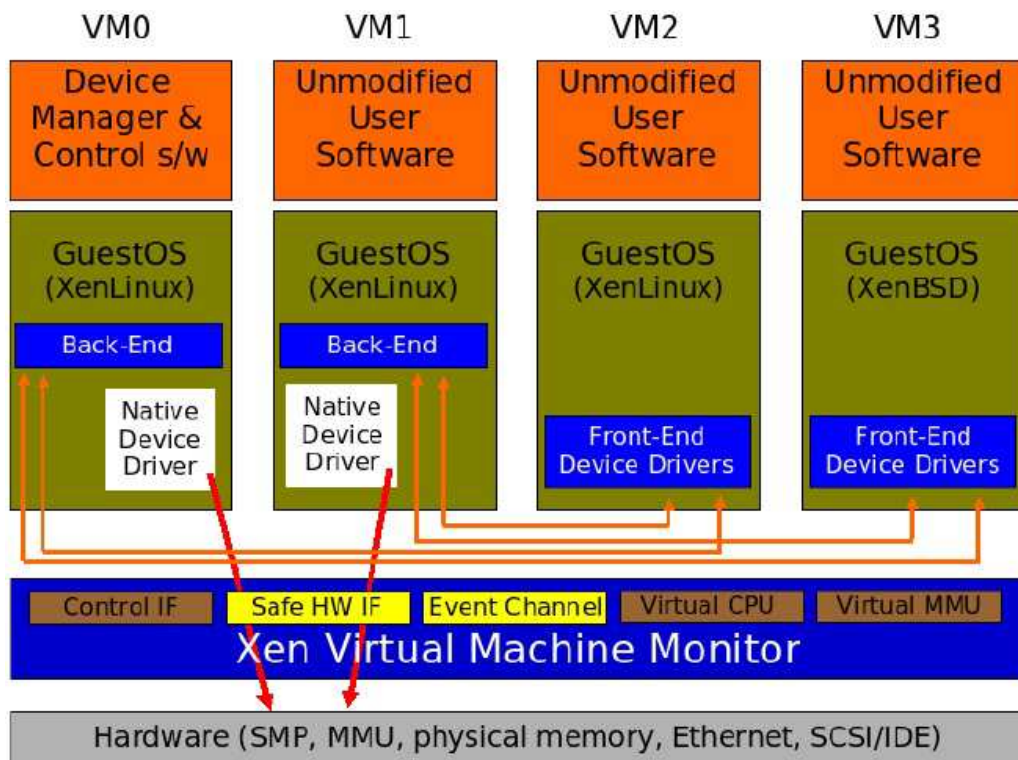 VM0
VM1
VM2
VM3
Device
Manager &
Control s/w
Unmodified
User
Software
Unmodified
User
Software
Unmodified
User
Software
GuestOS
(XenLinux)
GuestOS
(XenLinux)
GuestOS
(XenLinux)
GuestOS
(XenBSD)
Back-End
Back-End
Native
Device
Driver
Native
Device
Driver
Front-End
Device Drivers
Front-End
Device Drivers
Control IF
Safe HW IF
Event Channel
Virtual CPU
Virtual MMU
Xen Virtual Machine Monitor
Hardware (SMP, MMU, physical memory, Ethernet, SCSI/IDE)